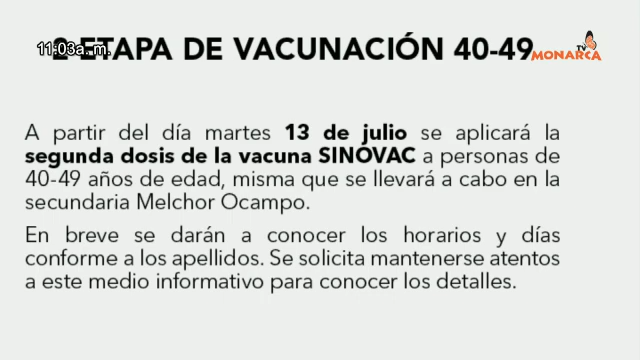 11:03a. m.
2 ETAPA DE VACUNACIÓN 40-49
TV
MONARCA
A partir del día martes 13 de julio se aplicará la
segunda dosis de la vacuna SINOVAC a personas de
40-49 años de edad, misma que se llevará a cabo en la
secundaria Melchor Ocampo.
En breve se darán a conocer los horarios y días
conforme a los apellidos. Se solicita mantenerse atentos
a este medio informativo para conocer los detalles.